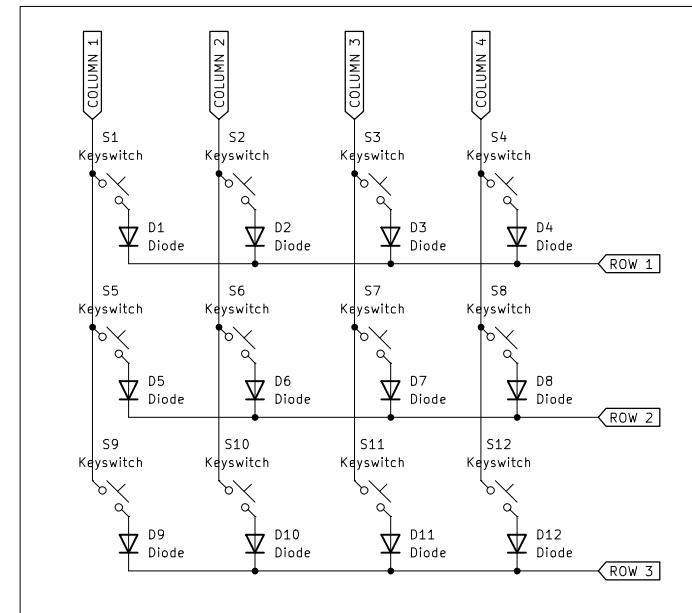 COLUMN 1
COLUMN 2
COLUMN 3
COLUMN 4
S1
Keyswitch
S2
Keyswitch
S3
Keyswitch
S4
Keyswitch
D1
Diode
D2
Diode
D3
Diode
D4
Diode
ROW 1
S5
Keyswitch
S6
Keyswitch
S7
Keyswitch
S8
Keyswitch
D5
Diode
D6
Diode
D7
Diode
D8
Diode
ROW 2
S9
Keyswitch
S10
Keyswitch
S11
Keyswitch
S12
Keyswitch
D9
Diode
D10
Diode
D11
Diode
D12
Diode
ROW 3